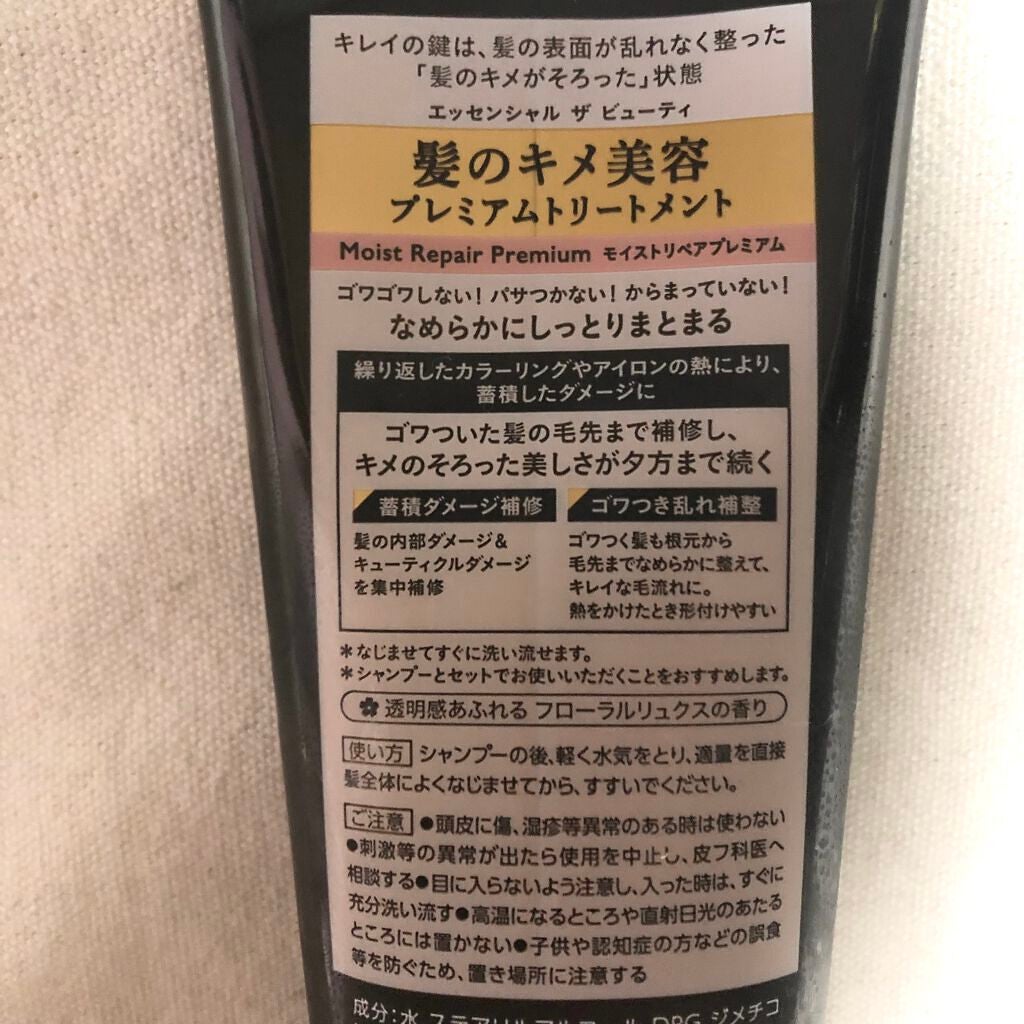 キレイの鍵は、髪の表面が乱れなく整った
「髪のキメがそろった」状態
エッセンシャル ザ ビューティ
髪のキメ美容
プレミアムトリートメント
Moist Repair Premium モイストリペアプレミアム
ゴワゴワしない! パサつかない! からまっていない!
なめらかにしっとりまとまる
繰り返したカラーリングやアイロンの熱により、
蓄積したダメージに
ゴワついた髪の毛先まで補修し、
キメのそろった美しさが夕方まで続く
蓄積ダメージ補修
髪の内部ダメージ&
キューティクルダメージ
を集中補修
ゴワつき乱れ補整
ゴワつく髪も根元から
毛先までなめらかに整えて、
キレイな毛流れに。
熱をかけたとき形付けやすい
*なじませてすぐに洗い流せます。
*シャンプーとセットでお使いいただくことをおすすめします。
透明感あふれる フローラルリュクスの香り
使い方 シャンプーの後、軽く水気をとり、適量を直接
髪全体によくなじませてから、すすいでください。
ご注意 ●頭皮に傷、湿疹等異常のある時は使わない
●刺激等の異常が出たら使用を中止し、皮フ科医へ
相談する●目に入らないよう注意し、入った時は、すぐに
充分洗い流す●高温になるところや直射日光のあたる
ところには置かない●子供や認知症の方などの誤食
等を防ぐため、置き場所に注意する
成分:水 ステアリルアルコール DPG ジメチコ